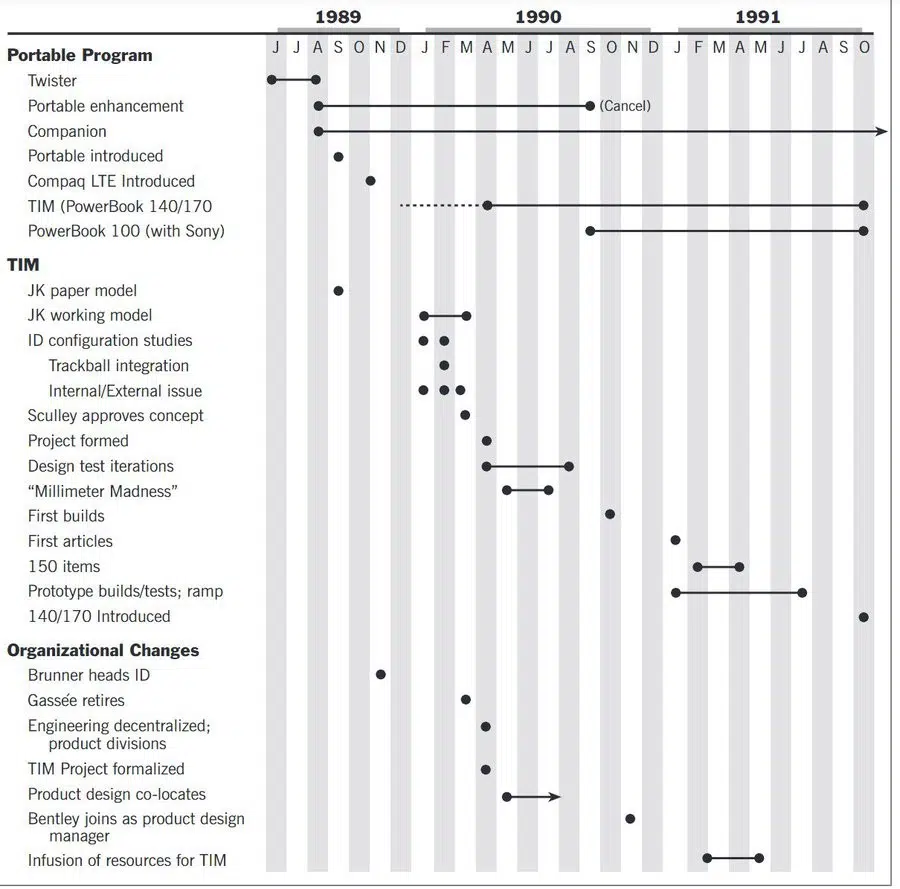 1989 1990 1991
J J A S O N D J F M A M J J A S O N D J F M A M J J A S O
Portable Program
Twister
Portable enhancement (Cancel)
Companion
Portable introduced
Compaq LTE Introduced
TIM (PowerBook 140/170
PowerBook 100 (with Sony)
TIM
JK paper model
JK working model
ID configuration studies
Trackball integration
Internal/External issue
Sculley approves concept
Project formed
Design test iterations
“Millimeter Madness”
First builds
First articles
150 items
Prototype builds/tests; ramp
140/170 Introduced
Organizational Changes
Brunner heads ID
Gassée retires
Engineering decentralized;
product divisions
TIM Project formalized
Product design co-locates
Bentley joins as product design
manager
Infusion of resources for TIM